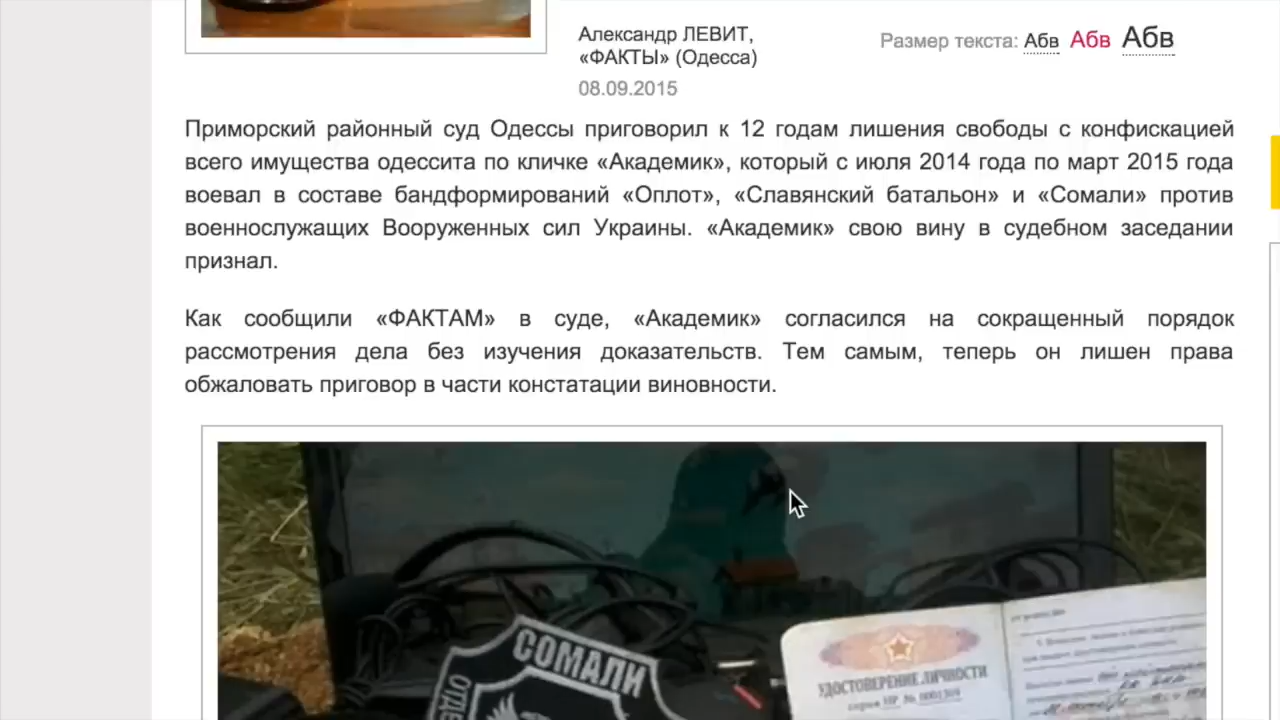 Александр ЛЕВИТ,
«ФАКТЫ» (Одесса)
08.09.2015
Размер текста: Абв Абв Абв
Приморский районный суд Одессы приговорил к 12 годам лишения свободы с конфискацией
всего имущества одессита по кличке «Академик», который с июля 2014 года по март 2015 года
воевал в составе бандформирований «Оплот», «Славянский батальон» и «Сомали» против
военнослужащих Вооруженных сил Украины. «Академик» свою вину в судебном заседании
признал.
Как сообщили «ФАКТАМ» в суде, «Академик» согласился на сокращенный порядок
рассмотрения дела без изучения доказательств. Тем самым, теперь он лишен права
обжаловать приговор в части констатации виновности.
СОМАЛИ
УДОСТОВЕРЕНИЕ ЛИЧНОСТИ